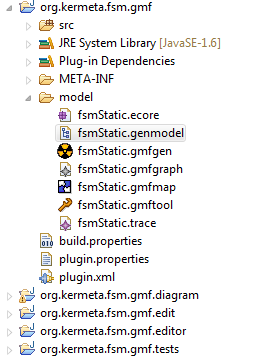 org.kermeta.fsm.gmf
src
JRE System Library [JavaSE-1.6]
Plug-in Dependencies
META-INF
model
fsmStatic.ecore
fsmStatic.genmodel
fsmStatic.gmfgen
fsmStatic.gmfgraph
fsmStatic.gmfmap
fsmStatic.gmftool
fsmStatic.trace
build.properties
plugin.properties
plugin.xml
org.kermeta.fsm.gmf.diagram
org.kermeta.fsm.gmf.edit
org.kermeta.fsm.gmf.editor
org.kermeta.fsm.gmf.tests